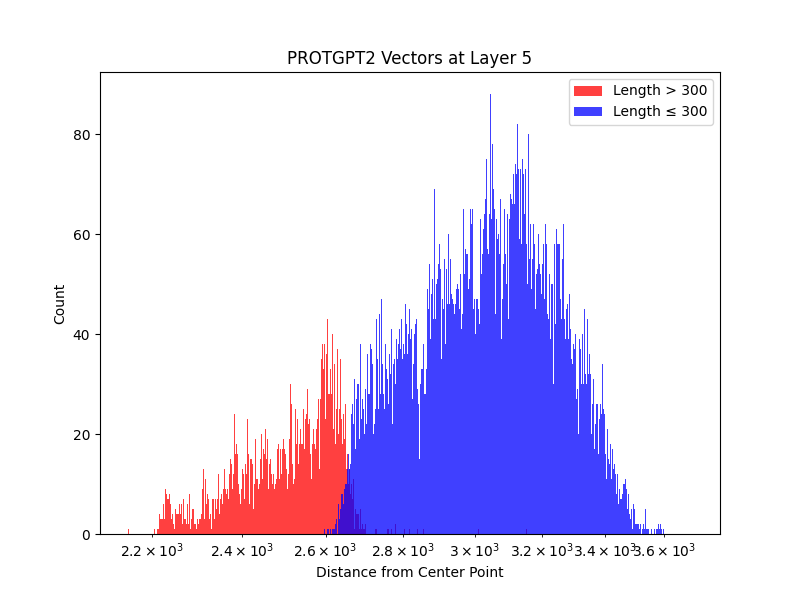 PROTGPT2 Vectors at Layer 5
Length > 300
Length ≤ 300
80
60
40
20
0
Count
2.2 × 10³ 2.4 × 10³ 2.6 × 10³ 2.8 × 10³ 3 × 10³ 3.2 × 10³ 3.4 × 10³ 3.6 × 10³
Distance from Center Point